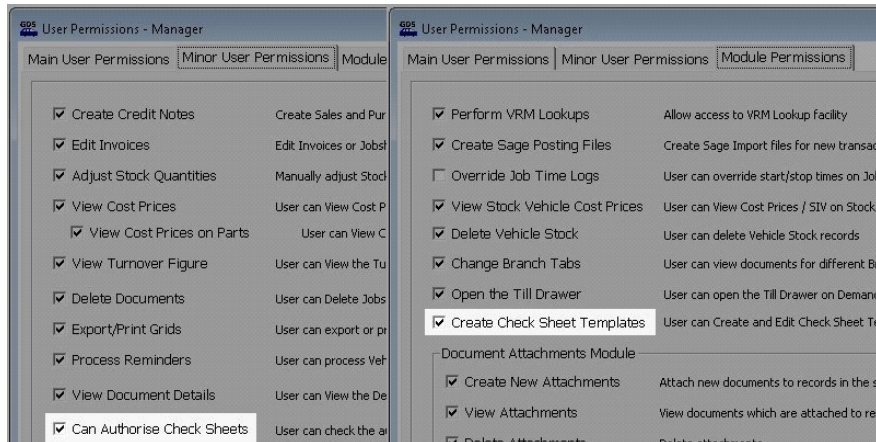 GDS User Permissions - Manager
Main User Permissions Minor User Permissions Module
Create Credit Notes Create Sales and Pur
Edit Invoices Edit Invoices or Jobsh
Adjust Stock Quantities Manually adjust Stock
View Cost Prices User can View Cost P
View Cost Prices on Parts User can View C
View Turnover Figure User can View the Tu
Delete Documents User can Delete Jobs
Export/Print Grids User can export or pr
Process Reminders User can process Veh
View Document Details User can View the De
Can Authorise Check Sheets User can check the au
GDS User Permissions - Manager
Main User Permissions Minor User Permissions Module Permissions
Perform VRM Lookups Allow access to VRM Lookup facility
Create Sage Posting Files Create Sage Import files for new transac
Override Job Time Logs User can override start/stop times on Jo
View Stock Vehicle Cost Prices User can View Cost Prices / SIV on Stock
Delete Vehicle Stock User can delete Vehicle Stock records
Change Branch Tabs User can view documents for different B
Open the Till Drawer User can open the Till Drawer on Deman
Create Check Sheet Templates User can Create and Edit Check Sheet Te
Document Attachments Module
Create New Attachments Attach new documents to records in the s
View Attachments View documents which are attached to re
Delete Attachments Delete attachments